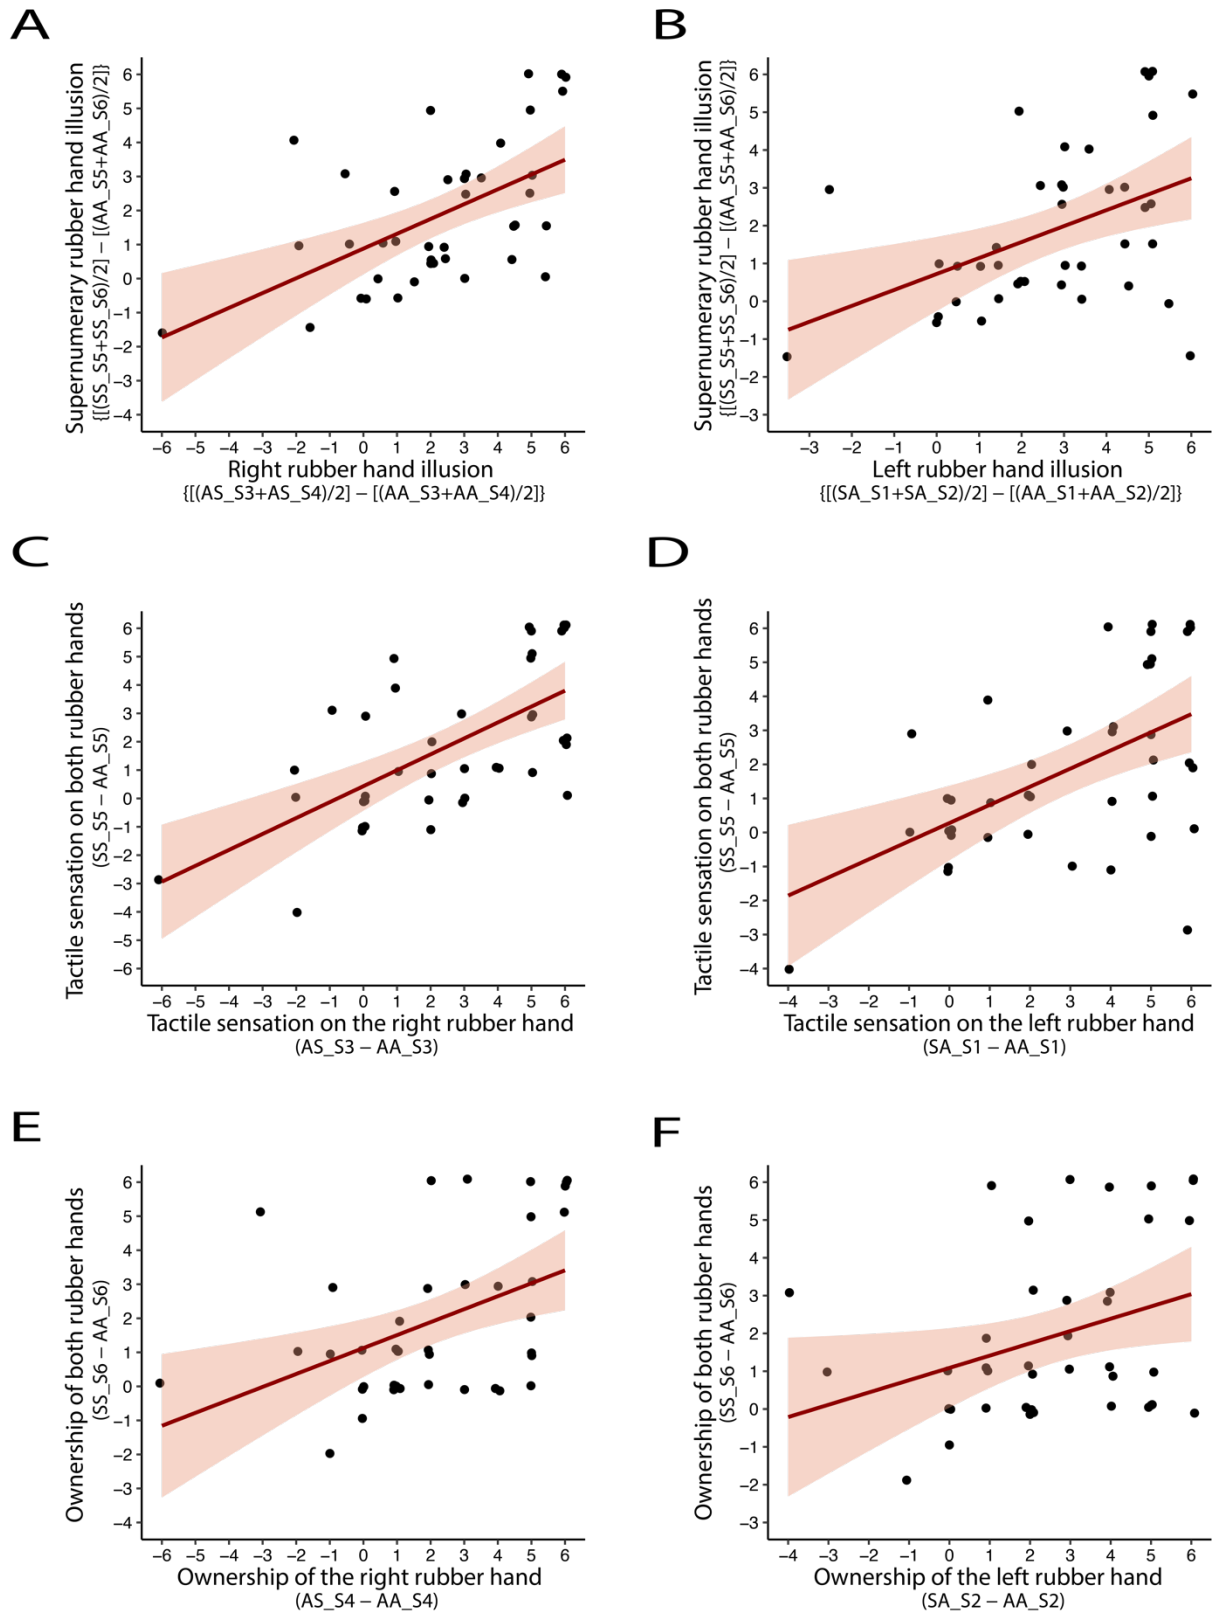 A
Supernumerary rubber hand illusion
{[(SS_S5+SS_S6)/2] − [(AA_S5+AA_S6)/2]}
6
5
4
3
2
1
0
−1
−2
−3
−4
−6 −5 −4 −3 −2 −1 0 1 2 3 4 5 6
Right rubber hand illusion
{[(AS_S3+AS_S4)/2] − [(AA_S3+AA_S4)/2]}
B
Supernumerary rubber hand illusion
{[(SS_S5+SS_S6)/2] − [(AA_S5+AA_S6)/2]}
6
5
4
3
2
1
0
−1
−2
−3
−3 −2 −1 0 1 2 3 4 5 6
Left rubber hand illusion
{[(SA_S1+SA_S2)/2] − [(AA_S1+AA_S2)/2]}
C
Tactile sensation on both rubber hands
(SS_S5 − AA_S5)
6
5
4
3
2
1
0
−1
−2
−3
−4
−5
−6
−6 −5 −4 −3 −2 −1 0 1 2 3 4 5 6
Tactile sensation on the right rubber hand
(AS_S3 − AA_S3)
D
Tactile sensation on both rubber hands
(SS_S5 − AA_S5)
6
5
4
3
2
1
0
−1
−2
−3
−4
−4 −3 −2 −1 0 1 2 3 4 5 6
Tactile sensation on the left rubber hand
(SA_S1 − AA_S1)
E
Ownership of both rubber hands
(SS_S6 − AA_S6)
6
5
4
3
2
1
0
−1
−2
−3
−4
−6 −5 −4 −3 −2 −1 0 1 2 3 4 5 6
Ownership of the right rubber hand
(AS_S4 − AA_S4)
F
Ownership of both rubber hands
(SS_S6 − AA_S6)
6
5
4
3
2
1
0
−1
−2
−3
−4 −3 −2 −1 0 1 2 3 4 5 6
Ownership of the left rubber hand
(SA_S2 − AA_S2)